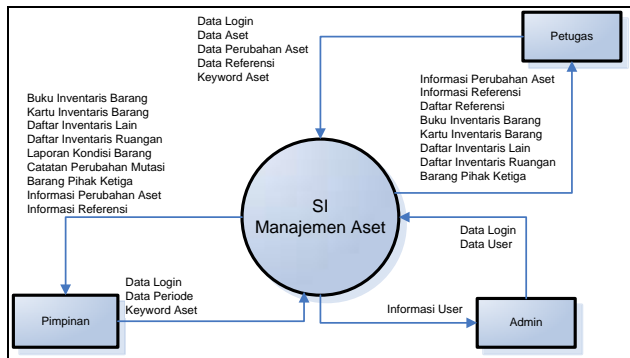 Data Login
Data Aset
Data Perubahan Aset
Data Referensi
Keyword Aset
Petugas
Informasi Perubahan Aset
Informasi Referensi
Daftar Referensi
Buku Inventaris Barang
Kartu Inventaris Barang
Daftar Inventaris Lain
Daftar Inventaris Ruangan
Barang Pihak Ketiga
Buku Inventaris Barang
Kartu Inventaris Barang
Daftar Inventaris Lain
Daftar Inventaris Ruangan
Laporan Kondisi Barang
Catatan Perubahan Mutasi
Barang Pihak Ketiga
Informasi Perubahan Aset
Informasi Referensi
SI
Manajemen Aset
Data Login
Data User
Data Login
Data Periode
Keyword Aset
Pimpinan
Informasi User
Admin